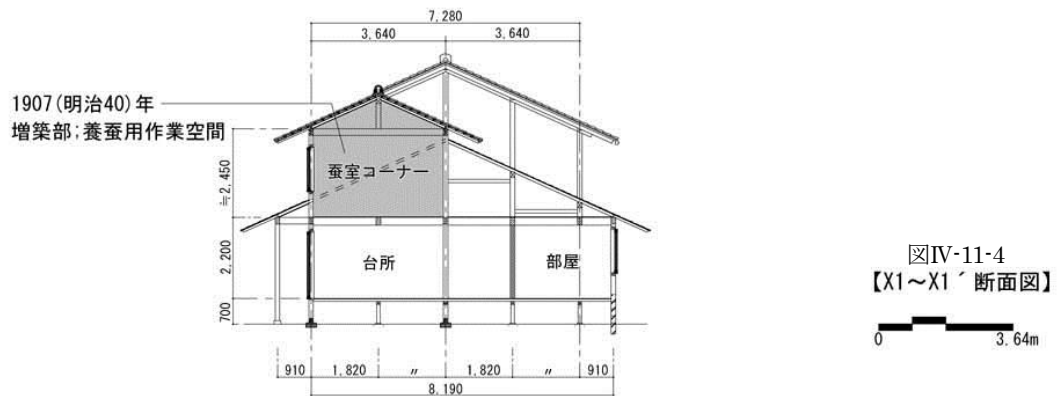 7,280
3,640 3,640
1907(明治40)年
増築部;養蚕用作業空間
≒2,450
蚕室コーナー
2,200
台所 部屋
700
910 1,820 〃 1,820 〃 910
8,190
図Ⅳ-11-4
【X1～X1´断面図】
0 3.64m